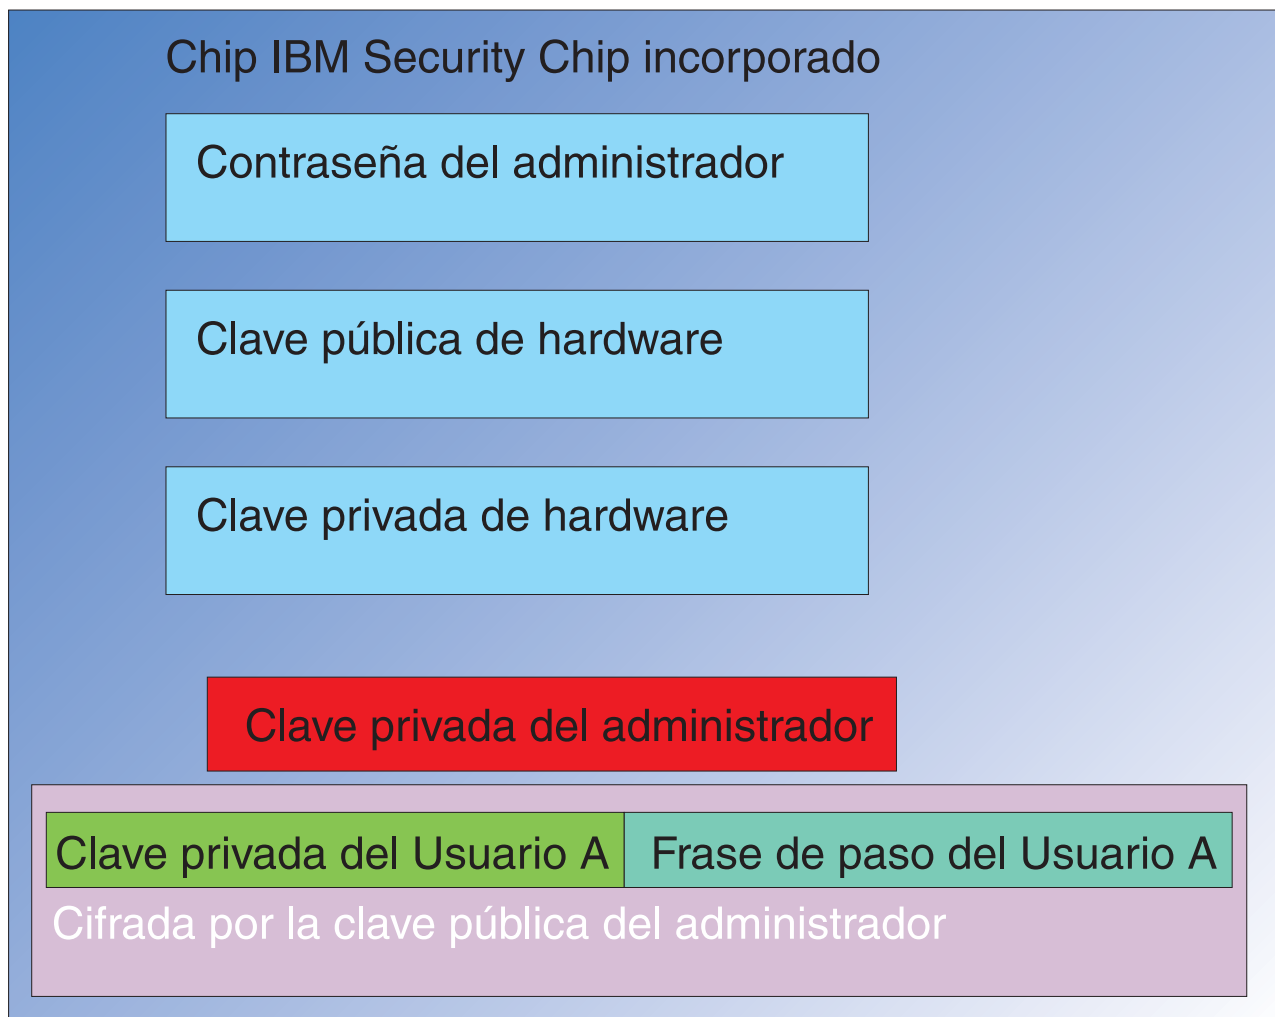 Chip IBM Security Chip incorporado
Contraseña del administrador
Clave pública de hardware
Clave privada de hardware
Clave privada del administrador
Clave privada del Usuario A
Frase de paso del Usuario A
Cifrada por la clave pública del administrador